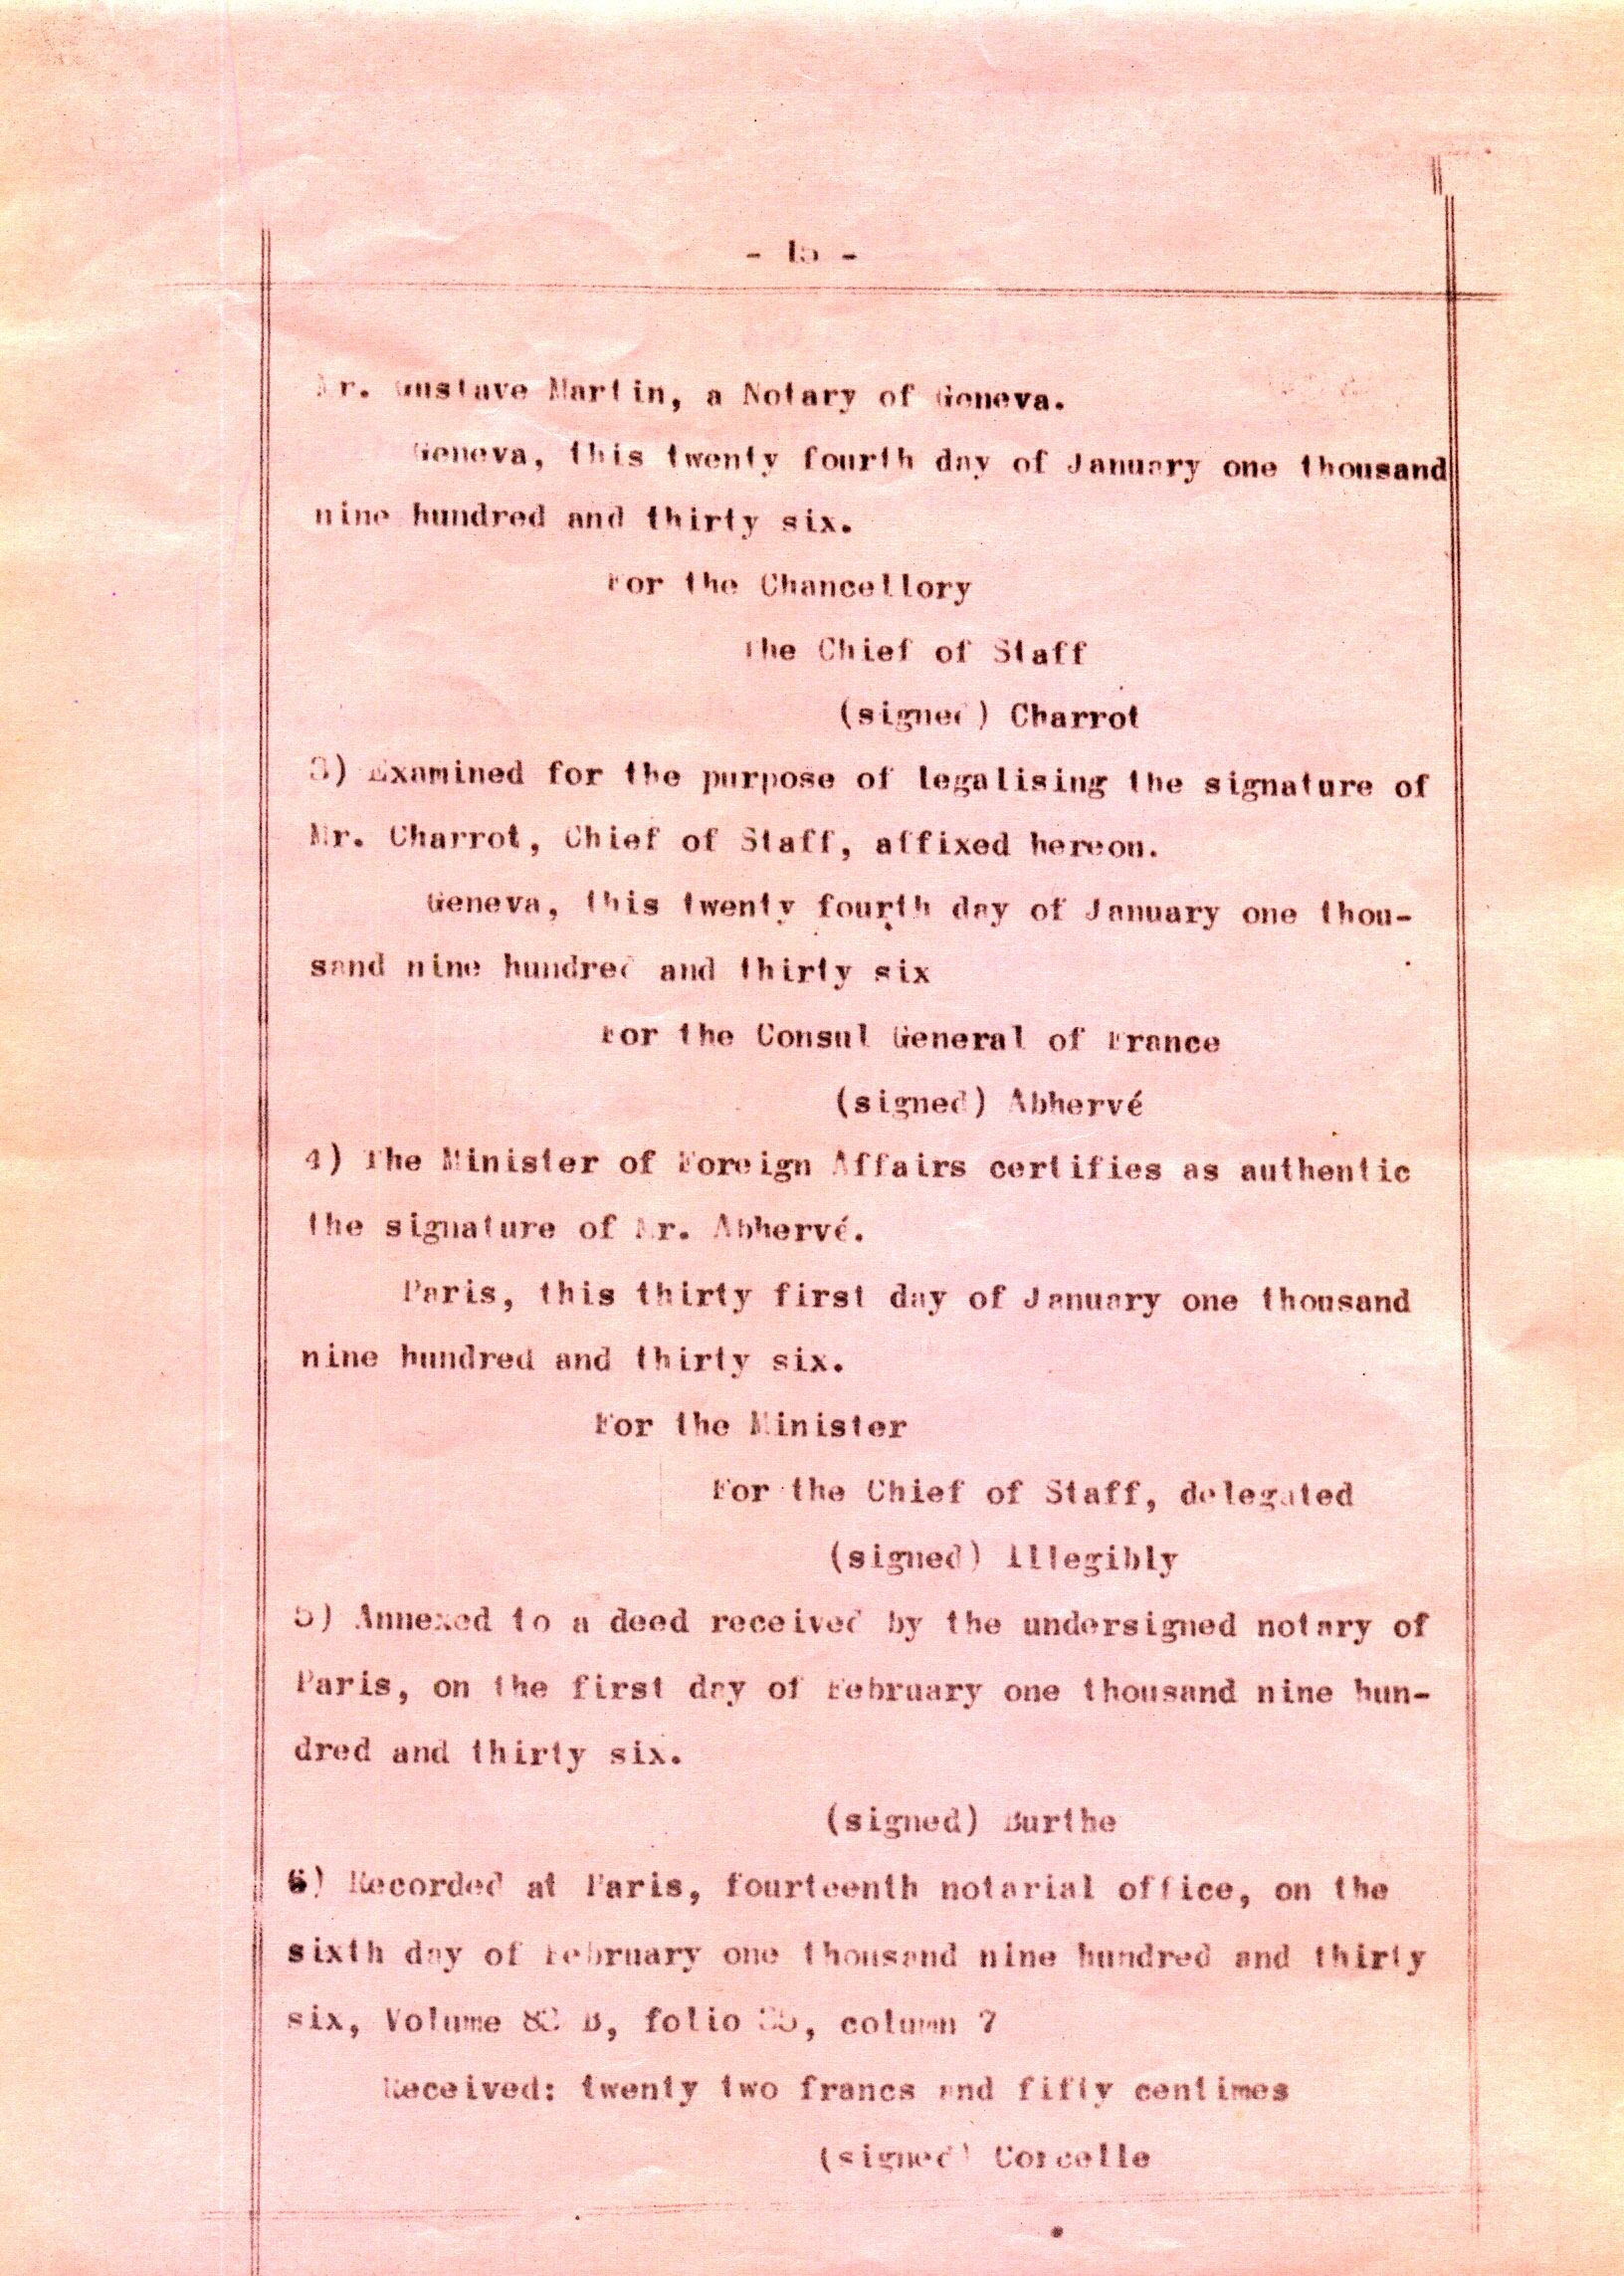 - 15 -
Mr. Gustave Martin, a Notary of Geneva.
Geneva, this twenty fourth day of January one thousand
nine hundred and thirty six.
For the Chancellory
The Chief of Staff
(signed) Charrot
3) Examined for the purpose of legalising the signature of
Mr. Charrot, Chief of Staff, affixed hereon.
Geneva, this twenty fourth day of January one thou-
sand nine hundred and thirty six
For the Consul General of France
(signed) Abhervé
4) The Minister of Foreign Affairs certifies as authentic
the signature of Mr. Abhervé.
Paris, this thirty first day of January one thousand
nine hundred and thirty six.
For the Minister
For the Chief of Staff, delegated
(signed) Illegibly
5) Annexed to a deed received by the undersigned notary of
Paris, on the first day of February one thousand nine hun-
dred and thirty six.
(signed) Burthe
6) Recorded at Paris, fourteenth notarial office, on the
sixth day of February one thousand nine hundred and thirty
six, Volume B, folio , column 7
Received: twenty two francs and fifty centimes
(signed) Corcelle